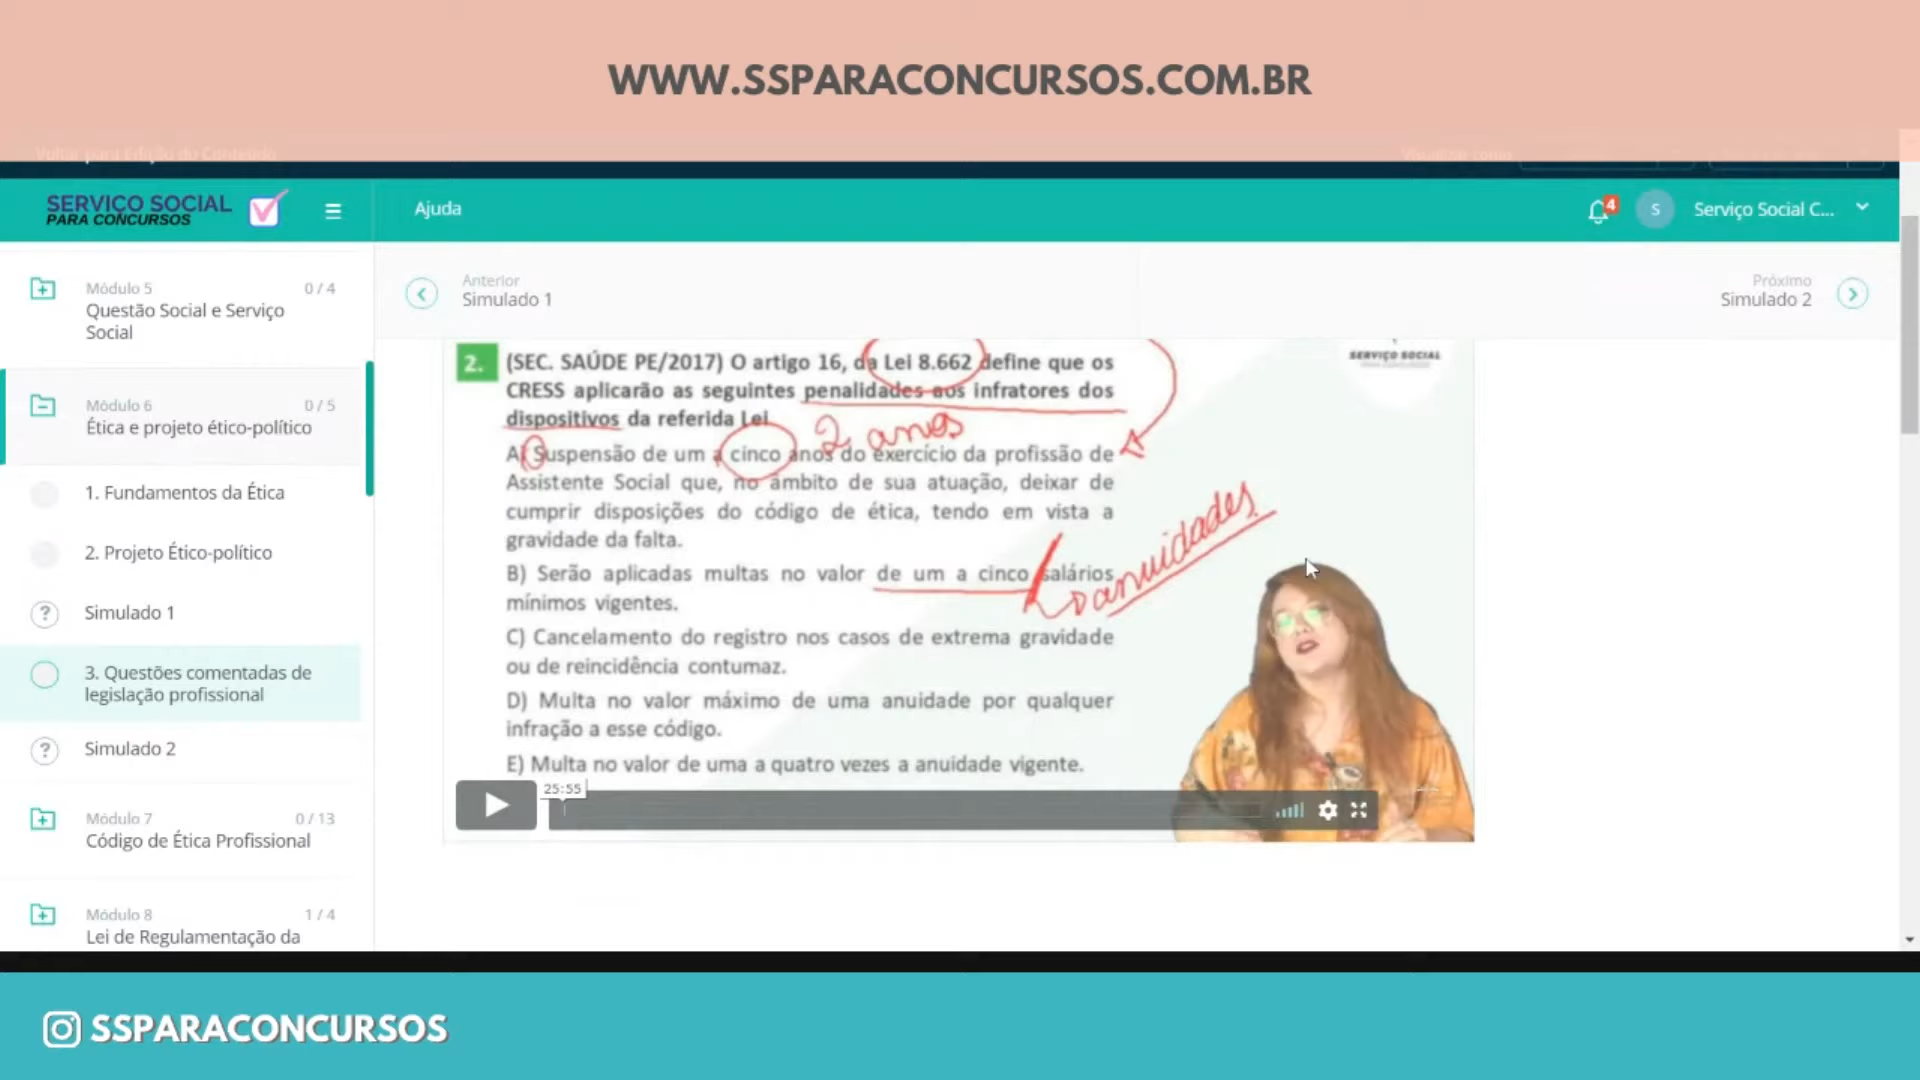 WWW.SSPARACONCURSOS.COM.BR
Voltar para Edição do Conteúdo
Visualizar como
SERVIÇO SOCIAL
PARA CONCURSOS
Ajuda
4
S
Serviço Social C...
Módulo 5
0 / 4
Questão Social e Serviço
Social
Módulo 6
0 / 5
Ética e projeto ético-político
1. Fundamentos da Ética
2. Projeto Ético-político
Simulado 1
3. Questões comentadas de
legislação profissional
Simulado 2
Módulo 7
0 / 13
Código de Ética Profissional
Módulo 8
1 / 4
Lei de Regulamentação da
Anterior
Simulado 1
Próximo
Simulado 2
SERVIÇO SOCIAL
2. (SEC. SAÚDE PE/2017) O artigo 16, da Lei 8.662 define que os
CRESS aplicarão as seguintes penalidades aos infratores dos
dispositivos da referida Lei
2 anos
A) Suspensão de um a cinco anos do exercício da profissão de
Assistente Social que, no âmbito de sua atuação, deixar de
cumprir disposições do código de ética, tendo em vista a
gravidade da falta.
B) Serão aplicadas multas no valor de um a cinco salários
mínimos vigentes.
anuidades
C) Cancelamento do registro nos casos de extrema gravidade
ou de reincidência contumaz.
D) Multa no valor máximo de uma anuidade por qualquer
infração a esse código.
E) Multa no valor de uma a quatro vezes a anuidade vigente.
25:55
SSPARACONCURSOS